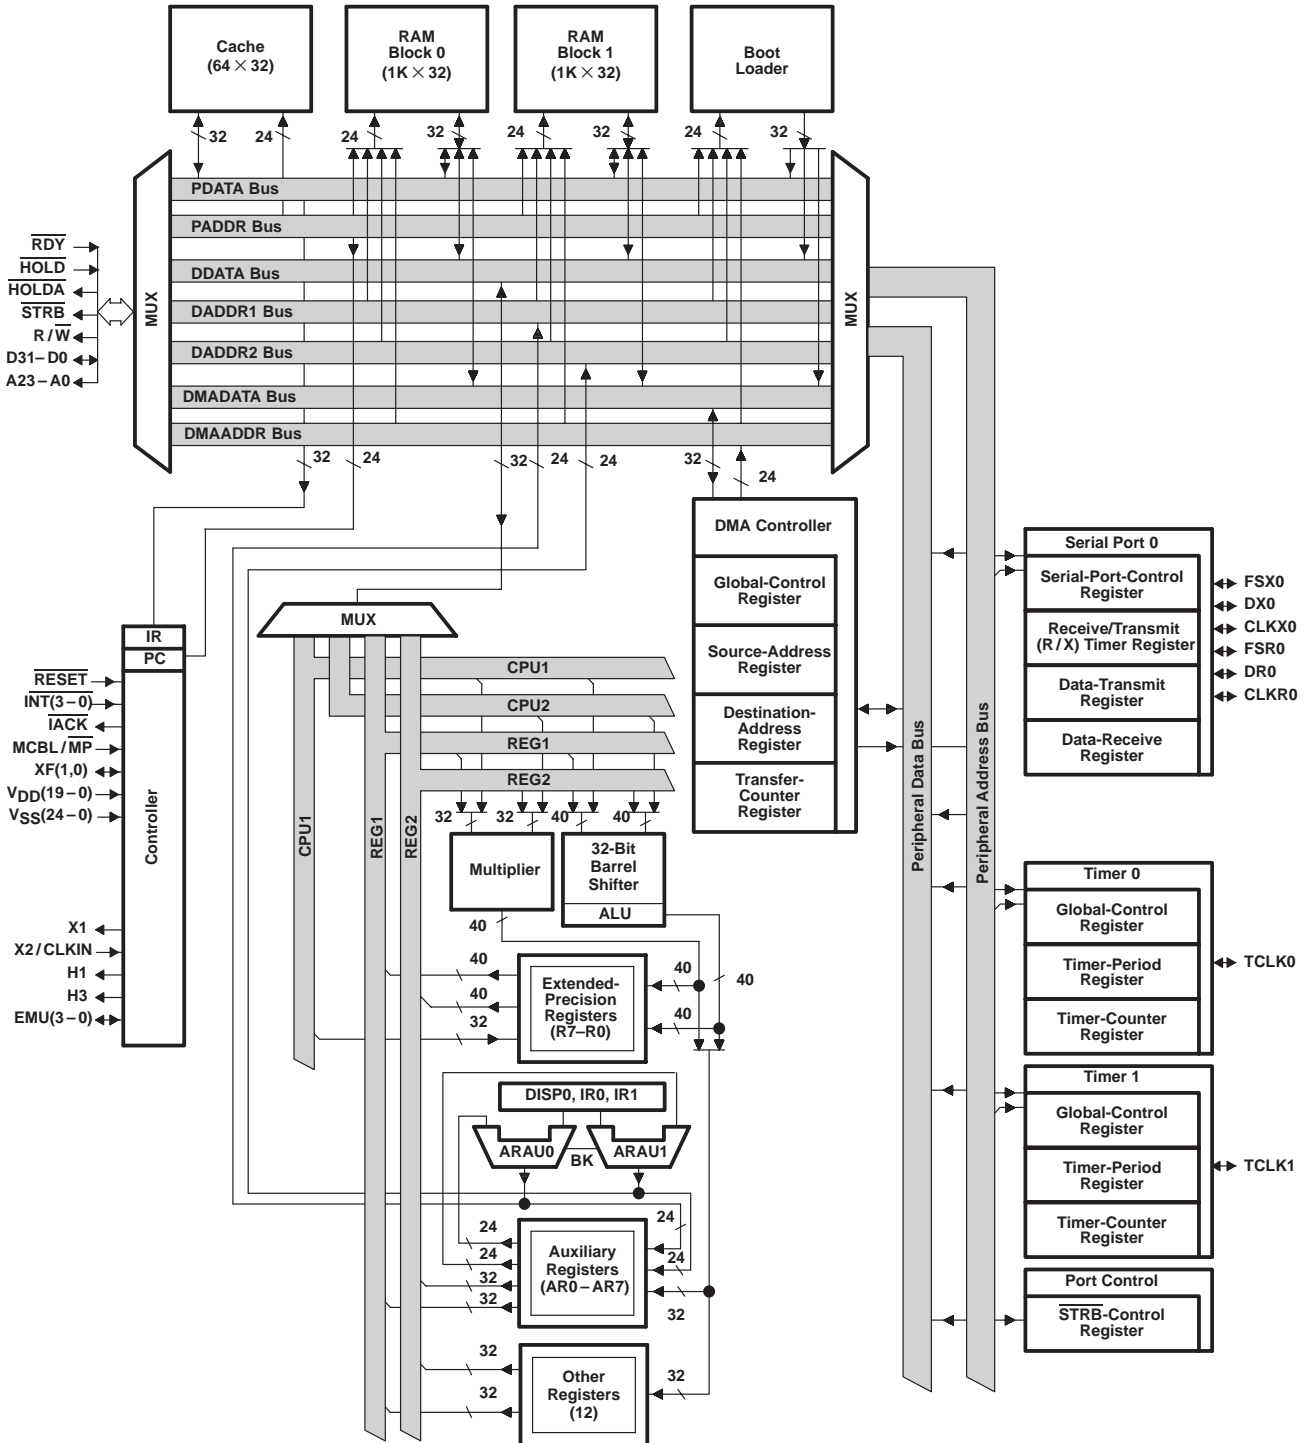 Cache
(64 × 32)
RAM
Block 0
(1K × 32)
RAM
Block 1
(1K × 32)
Boot
Loader
32
24
24
32
24
32
24
32
PDATA Bus
PADDR Bus
DDATA Bus
DADDR1 Bus
DADDR2 Bus
DMADATA Bus
DMAADDR Bus
MUX
MUX
RDY
HOLD
HOLDA
STRB
R/W
D31–D0
A23–A0
32
24
32
24
24
32
24
DMA Controller
Global-Control
Register
Source-Address
Register
Destination-
Address
Register
Transfer-
Counter
Register
Peripheral Data Bus
Peripheral Address Bus
Serial Port 0
Serial-Port-Control
Register
Receive/Transmit
(R/X) Timer Register
Data-Transmit
Register
Data-Receive
Register
FSX0
DX0
CLKX0
FSR0
DR0
CLKR0
IR
PC
Controller
RESET
INT(3–0)
IACK
MCBL/MP
XF(1,0)
VDD(19–0)
VSS(24–0)
X1
X2/CLKIN
H1
H3
EMU(3–0)
MUX
CPU1
CPU2
REG1
REG2
CPU1
REG1
REG2
32
32
40
40
Multiplier
32-Bit
Barrel
Shifter
ALU
40
40
40
40
32
Extended-
Precision
Registers
(R7–R0)
40
40
DISP0, IR0, IR1
ARAU0
BK
ARAU1
24
24
32
32
Auxiliary
Registers
(AR0–AR7)
24
24
32
32
32
Other
Registers
(12)
32
Timer 0
Global-Control
Register
Timer-Period
Register
Timer-Counter
Register
TCLK0
Timer 1
Global-Control
Register
Timer-Period
Register
Timer-Counter
Register
TCLK1
Port Control
STRB-Control
Register